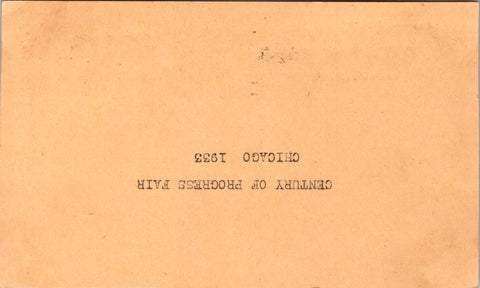 CENTURY OF PROGRESS FAIR
CHICAGO 1933